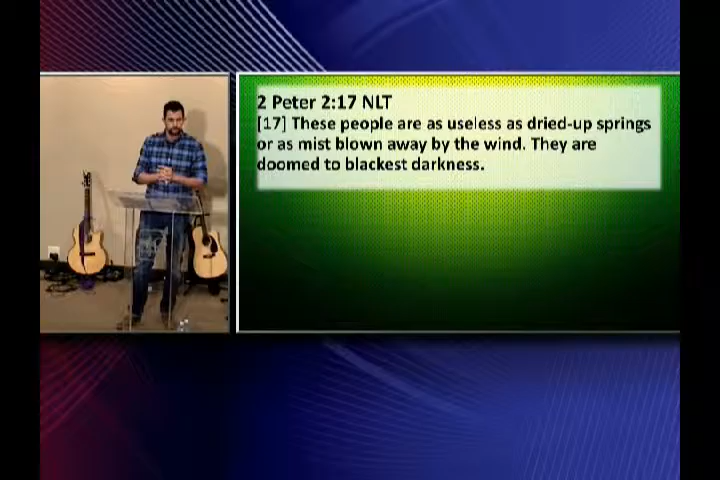 2 Peter 2:17 NLT
[17] These people are as useless as dried-up springs
or as mist blown away by the wind. They are
doomed to blackest darkness.